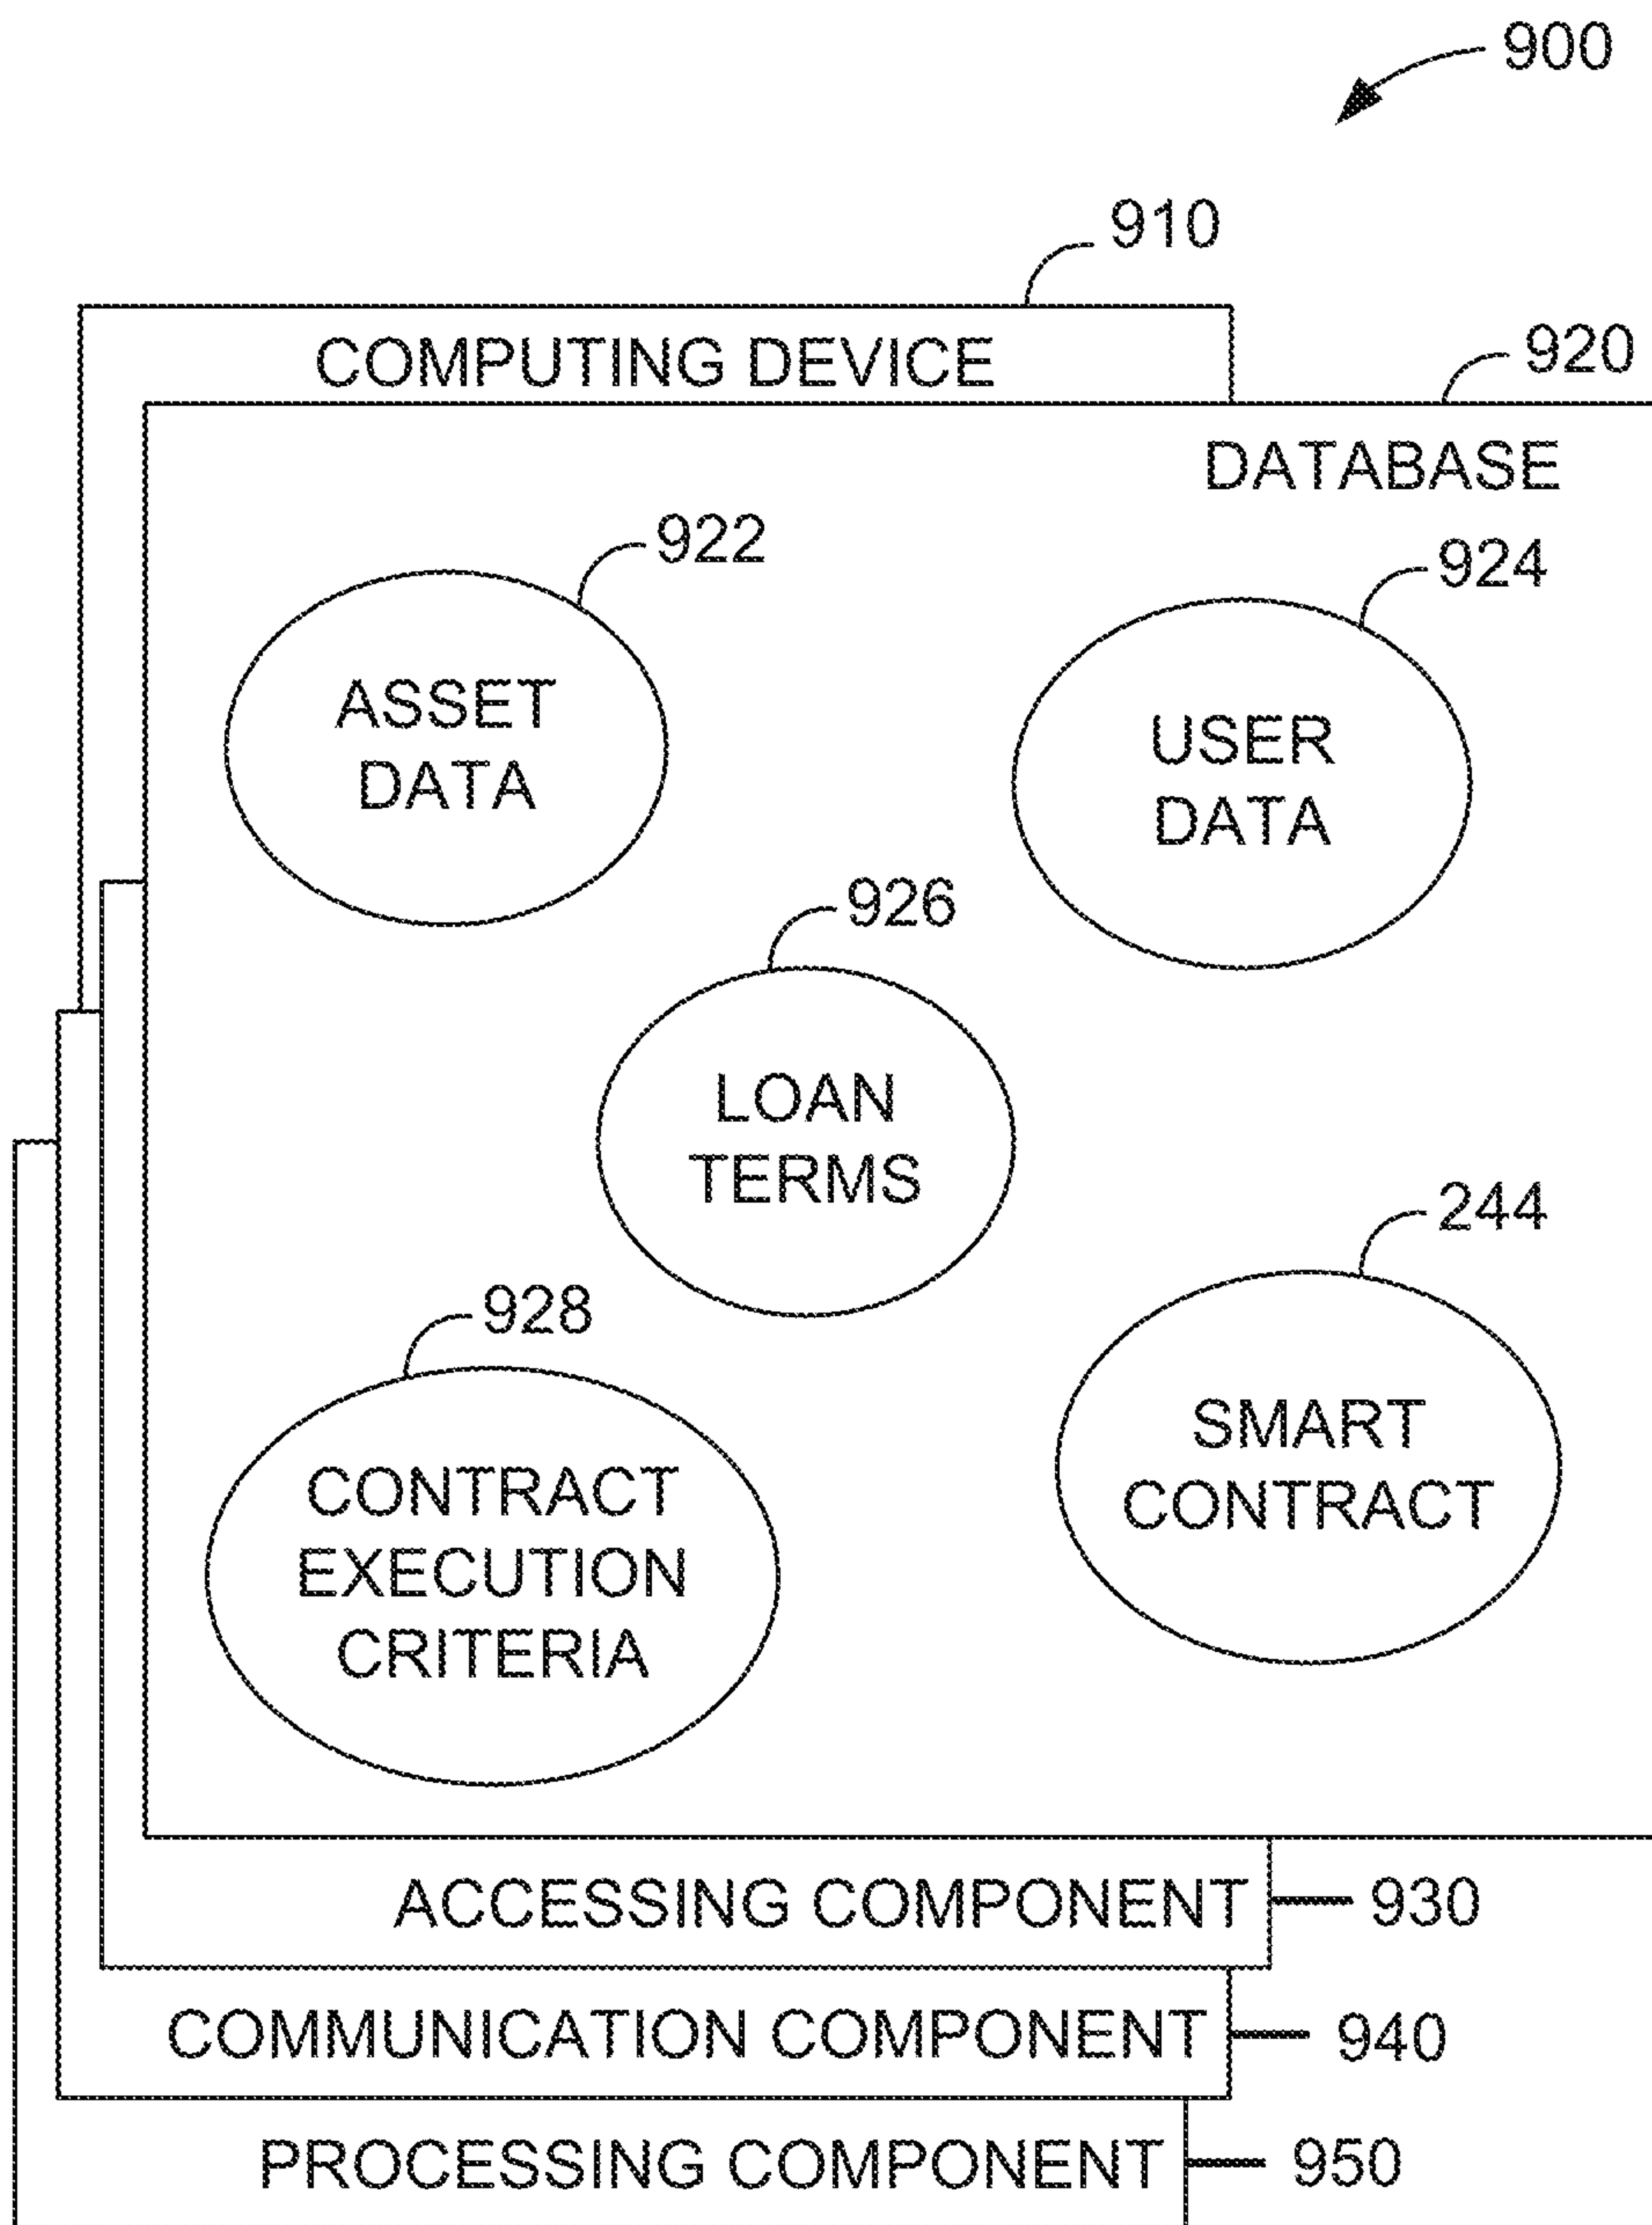 900
910
COMPUTING DEVICE
920
DATABASE
922
924
ASSET
DATA
USER
DATA
926
LOAN
TERMS
244
928
SMART
CONTRACT
CONTRACT
EXECUTION
CRITERIA
ACCESSING COMPONENT
930
COMMUNICATION COMPONENT
940
PROCESSING COMPONENT
950